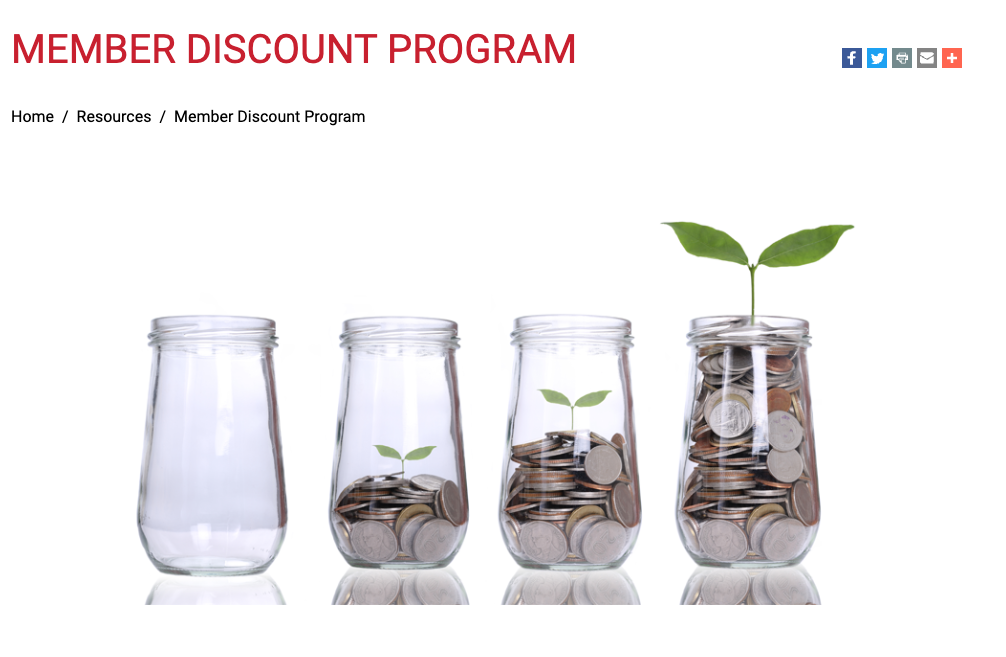 MEMBER DISCOUNT PROGRAM
Home / Resources / Member Discount Program